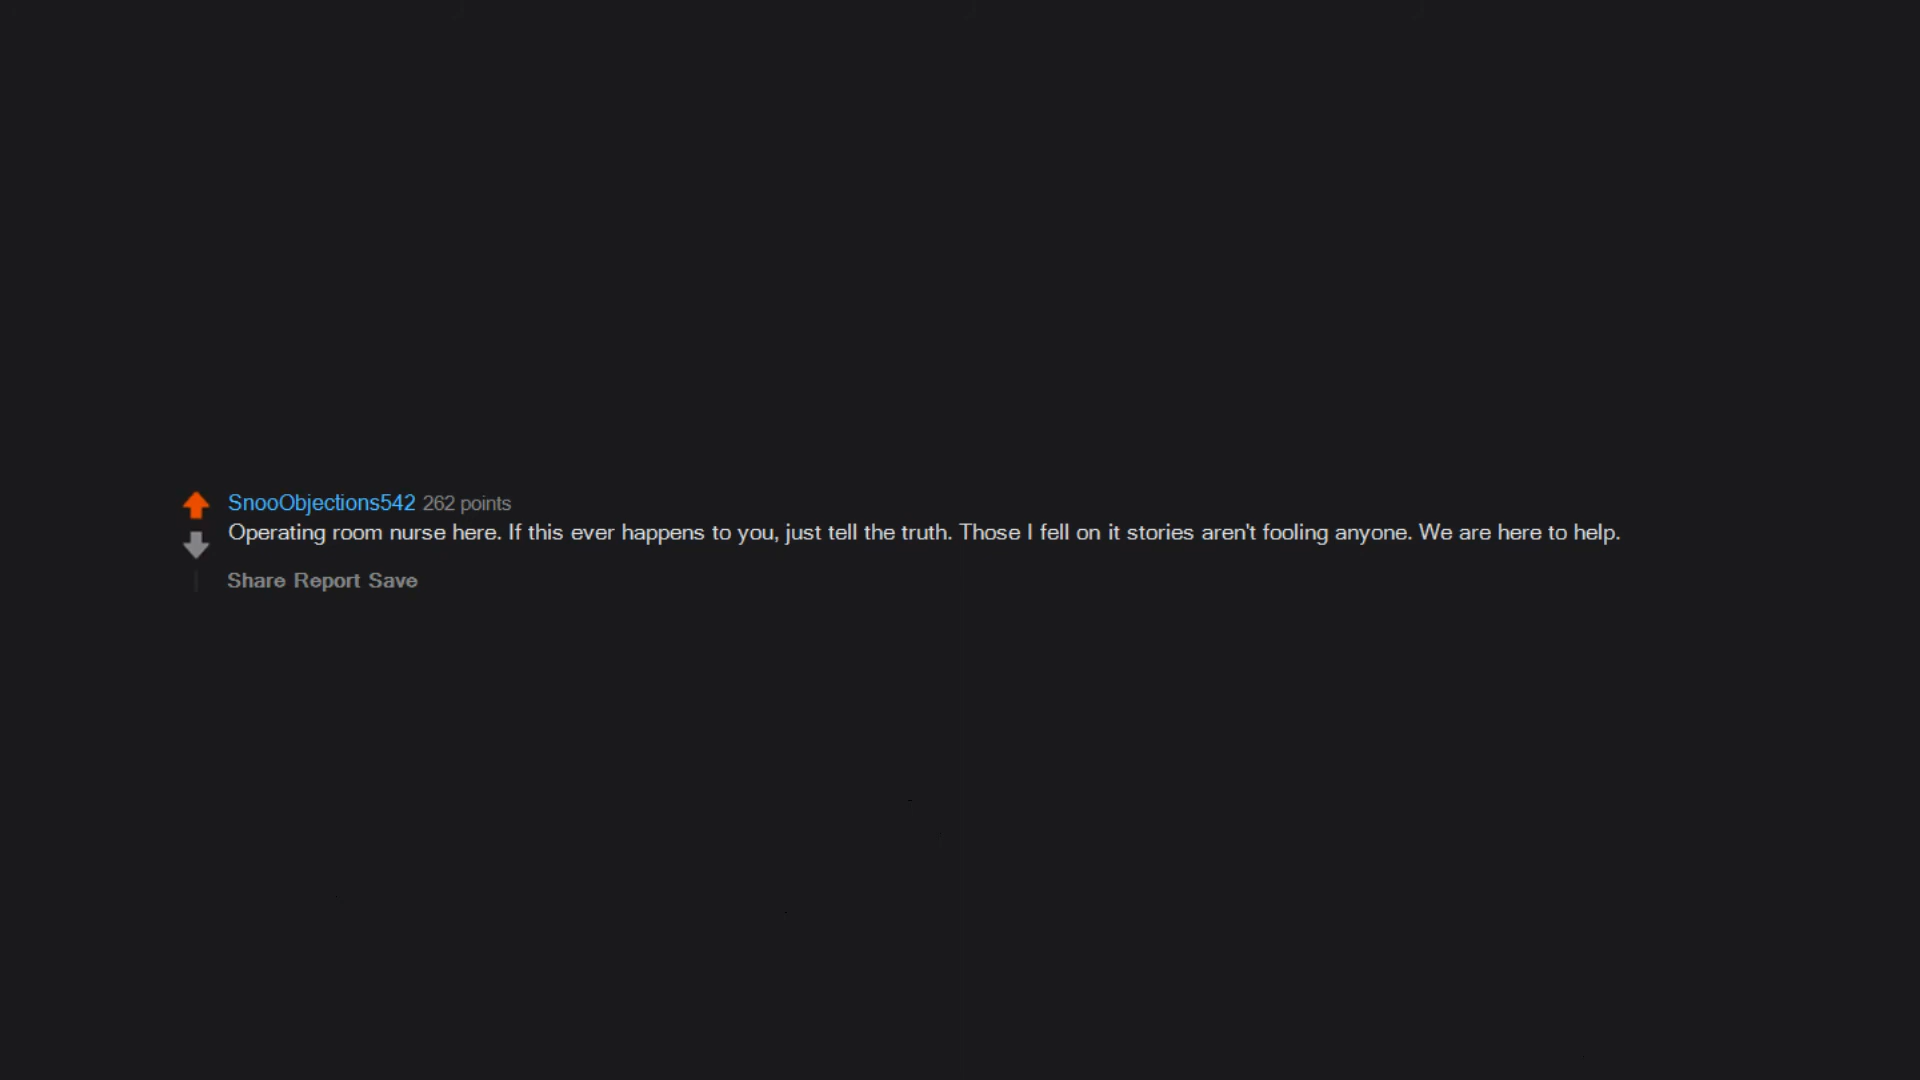 SnooObjections542 262 points
Operating room nurse here. If this ever happens to you, just tell the truth. Those I fell on it stories aren't fooling anyone. We are here to help.
Share Report Save